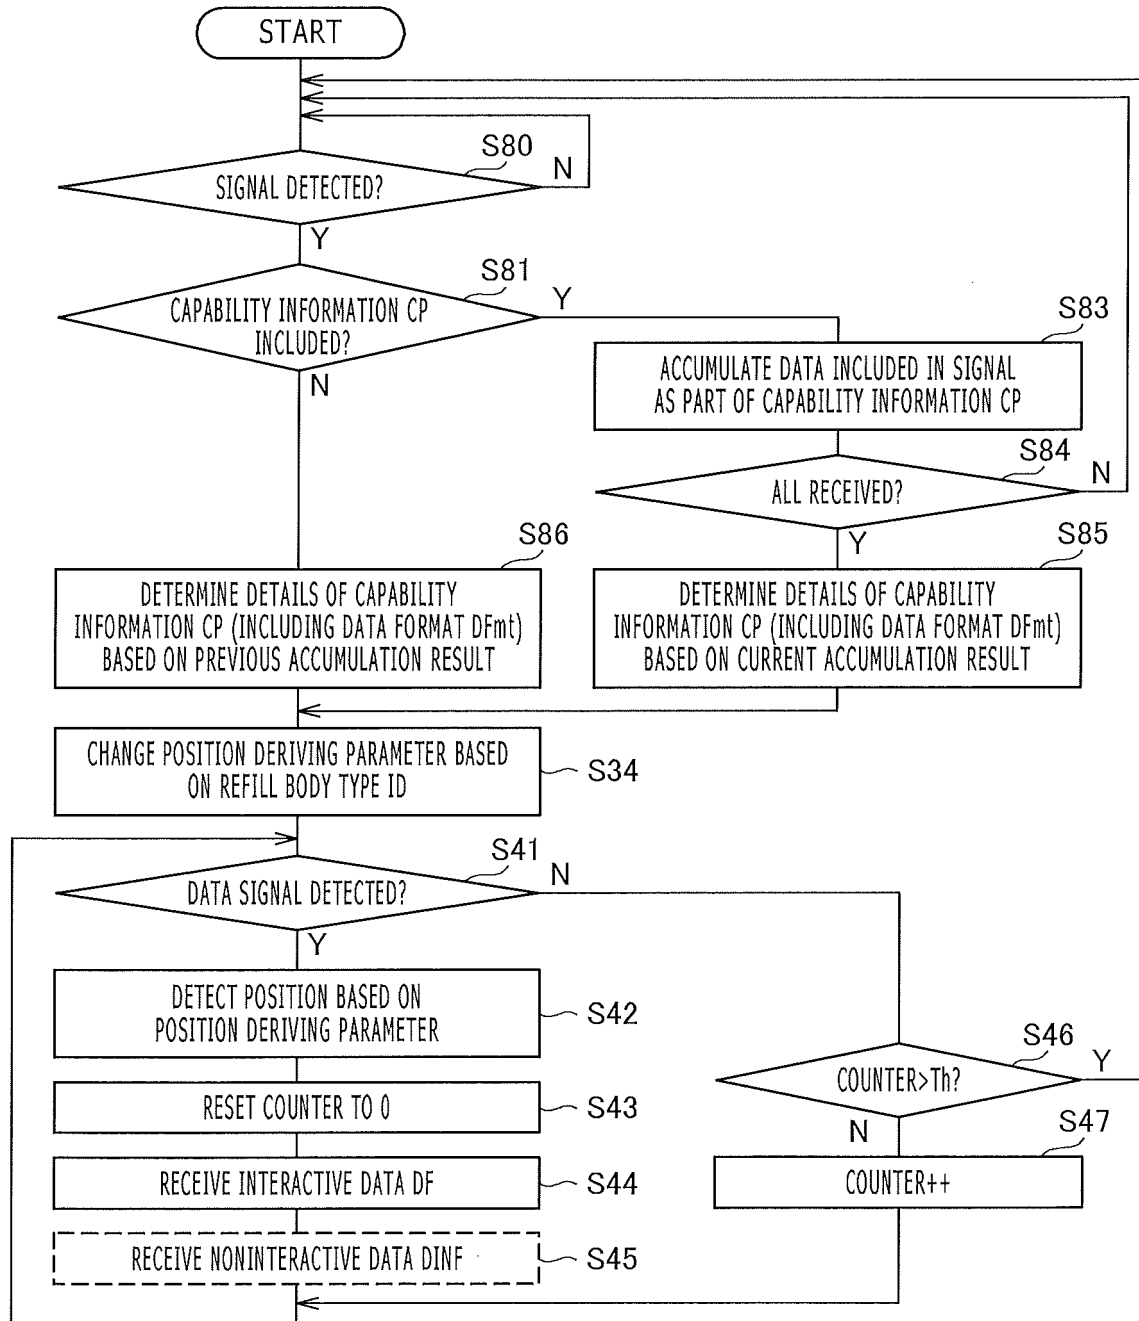 START
S80
N
SIGNAL DETECTED?
Y
S81
Y
CAPABILITY INFORMATION CP
INCLUDED?
N
S83
ACCUMULATE DATA INCLUDED IN SIGNAL
AS PART OF CAPABILITY INFORMATION CP
S84
N
ALL RECEIVED?
Y
S86
DETERMINE DETAILS OF CAPABILITY
INFORMATION CP (INCLUDING DATA FORMAT DFmt)
BASED ON PREVIOUS ACCUMULATION RESULT
S85
DETERMINE DETAILS OF CAPABILITY
INFORMATION CP (INCLUDING DATA FORMAT DFmt)
BASED ON CURRENT ACCUMULATION RESULT
CHANGE POSITION DERIVING PARAMETER BASED
ON REFILL BODY TYPE ID
S34
S41
N
DATA SIGNAL DETECTED?
Y
DETECT POSITION BASED ON
POSITION DERIVING PARAMETER
S42
RESET COUNTER TO 0
S43
RECEIVE INTERACTIVE DATA DF
S44
RECEIVE NONINTERACTIVE DATA DINF
S45
S46
Y
COUNTER>Th?
N
S47
COUNTER++